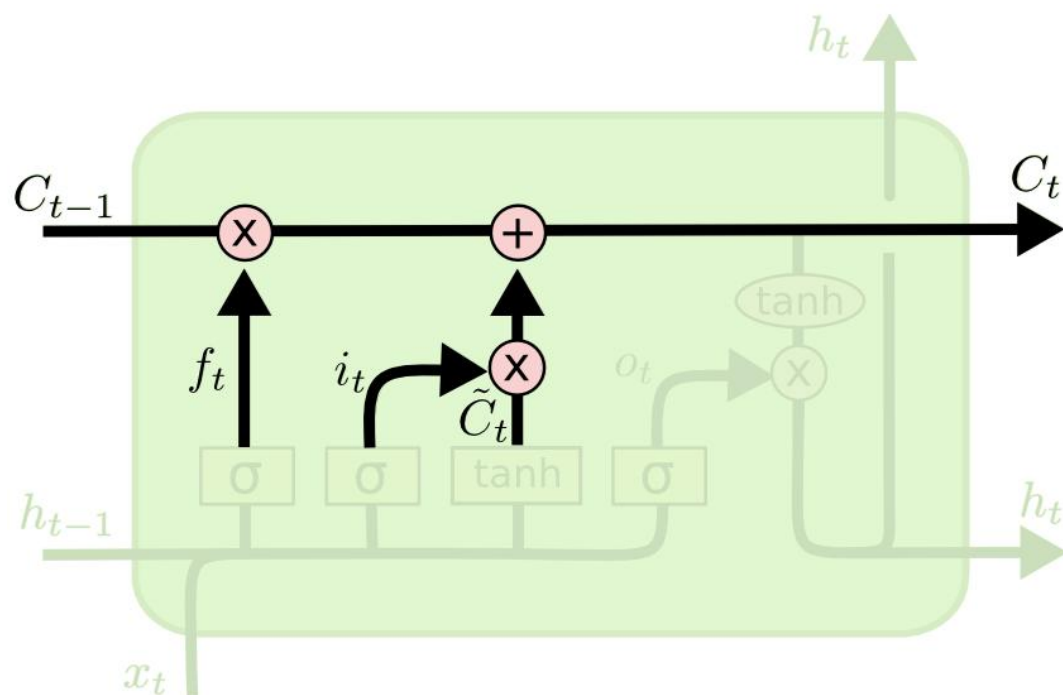 h_t
C_{t-1}
C_t
x
+
tanh
f_t
i_t
x
o_t
x
C̃_t
σ
σ
tanh
σ
h_{t-1}
h_t
x_t